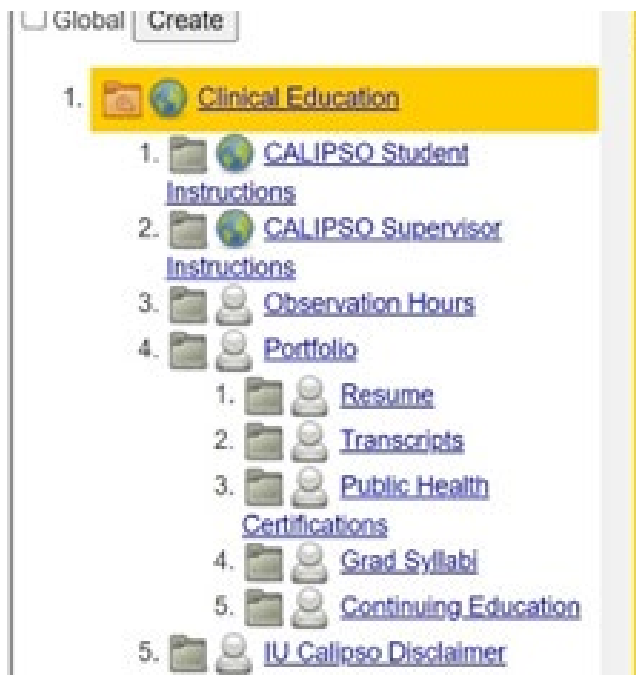 Global Create
1. Clinical Education
1. CALIPSO Student
Instructions
2. CALIPSO Supervisor
Instructions
3. Observation Hours
4. Portfolio
1. Resume
2. Transcripts
3. Public Health
Certifications
4. Grad Syllabi
5. Continuing Education
5. IU Calipso Disclaimer